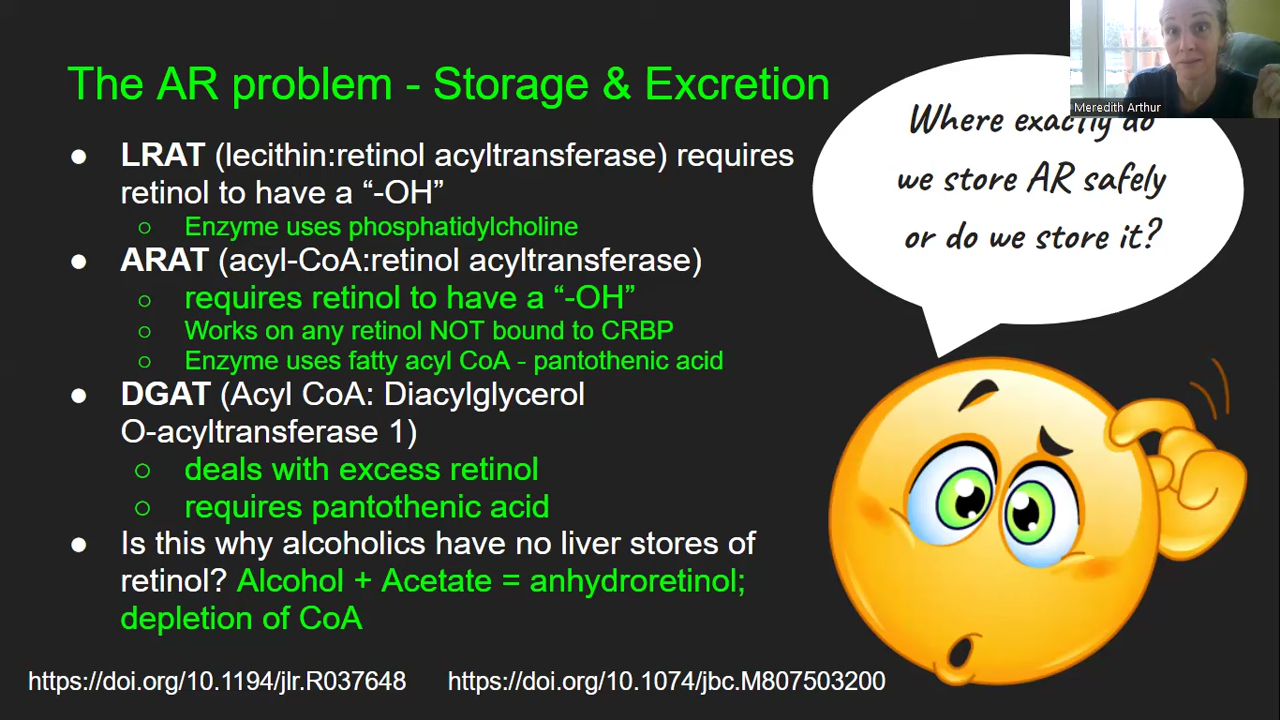 The AR problem - Storage & Excretion
LRAT (lecithin:retinol acyltransferase) requires
retinol to have a “-OH”
Enzyme uses phosphatidylcholine
ARAT (acyl-CoA:retinol acyltransferase)
requires retinol to have a “-OH”
Works on any retinol NOT bound to CRBP
Enzyme uses fatty acyl CoA - pantothenic acid
DGAT (Acyl CoA: Diacylglycerol
O-acyltransferase 1)
deals with excess retinol
requires pantothenic acid
Is this why alcoholics have no liver stores of
retinol? Alcohol + Acetate = anhydroretinol;
depletion of CoA
https://doi.org/10.1194/jlr.R037648
https://doi.org/10.1074/jbc.M807503200
Meredith Arthur
Where exactly do
we store AR safely
or do we store it?